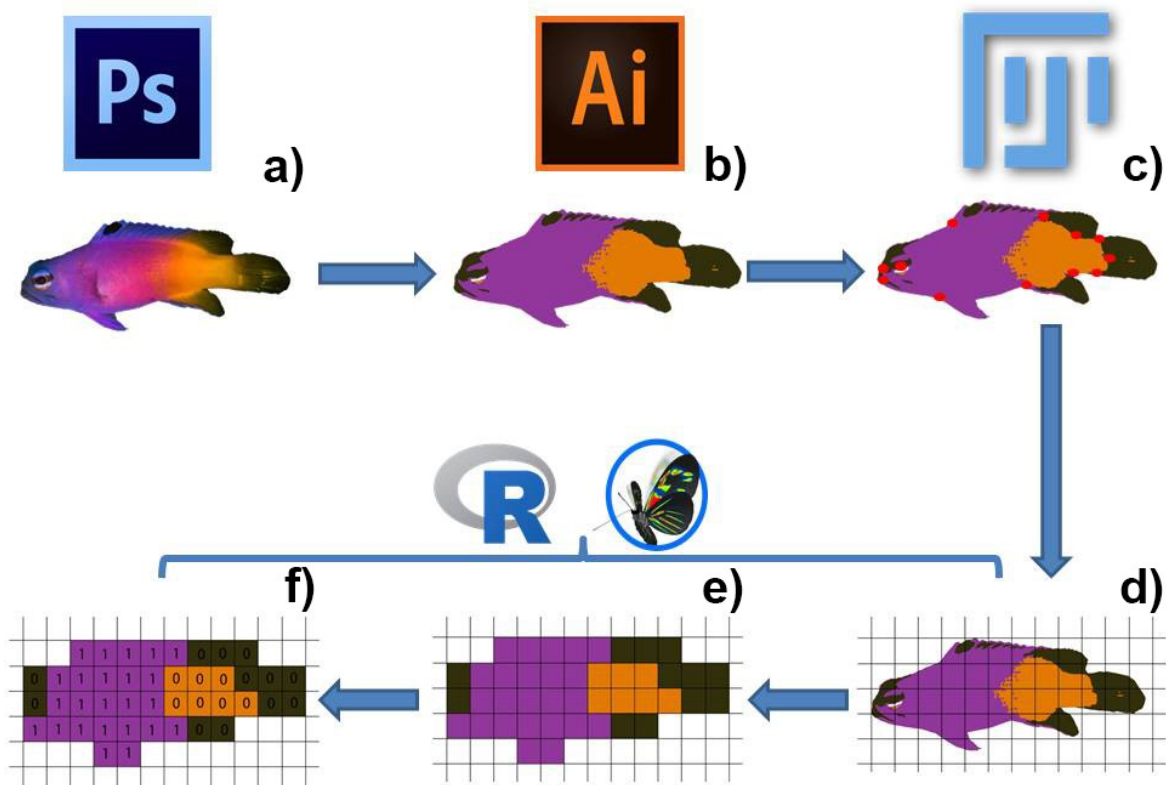 Ps
Ai
a)
b)
c)
R
f)
e)
d)
1 1 1 1 1 0 0 0
0 1 1 1 1 1 0 0 0 0 0 0
0 1 1 1 1 1 0 0 0 0 0 0
1 1 1 1 1 1 1 0 0
1 1